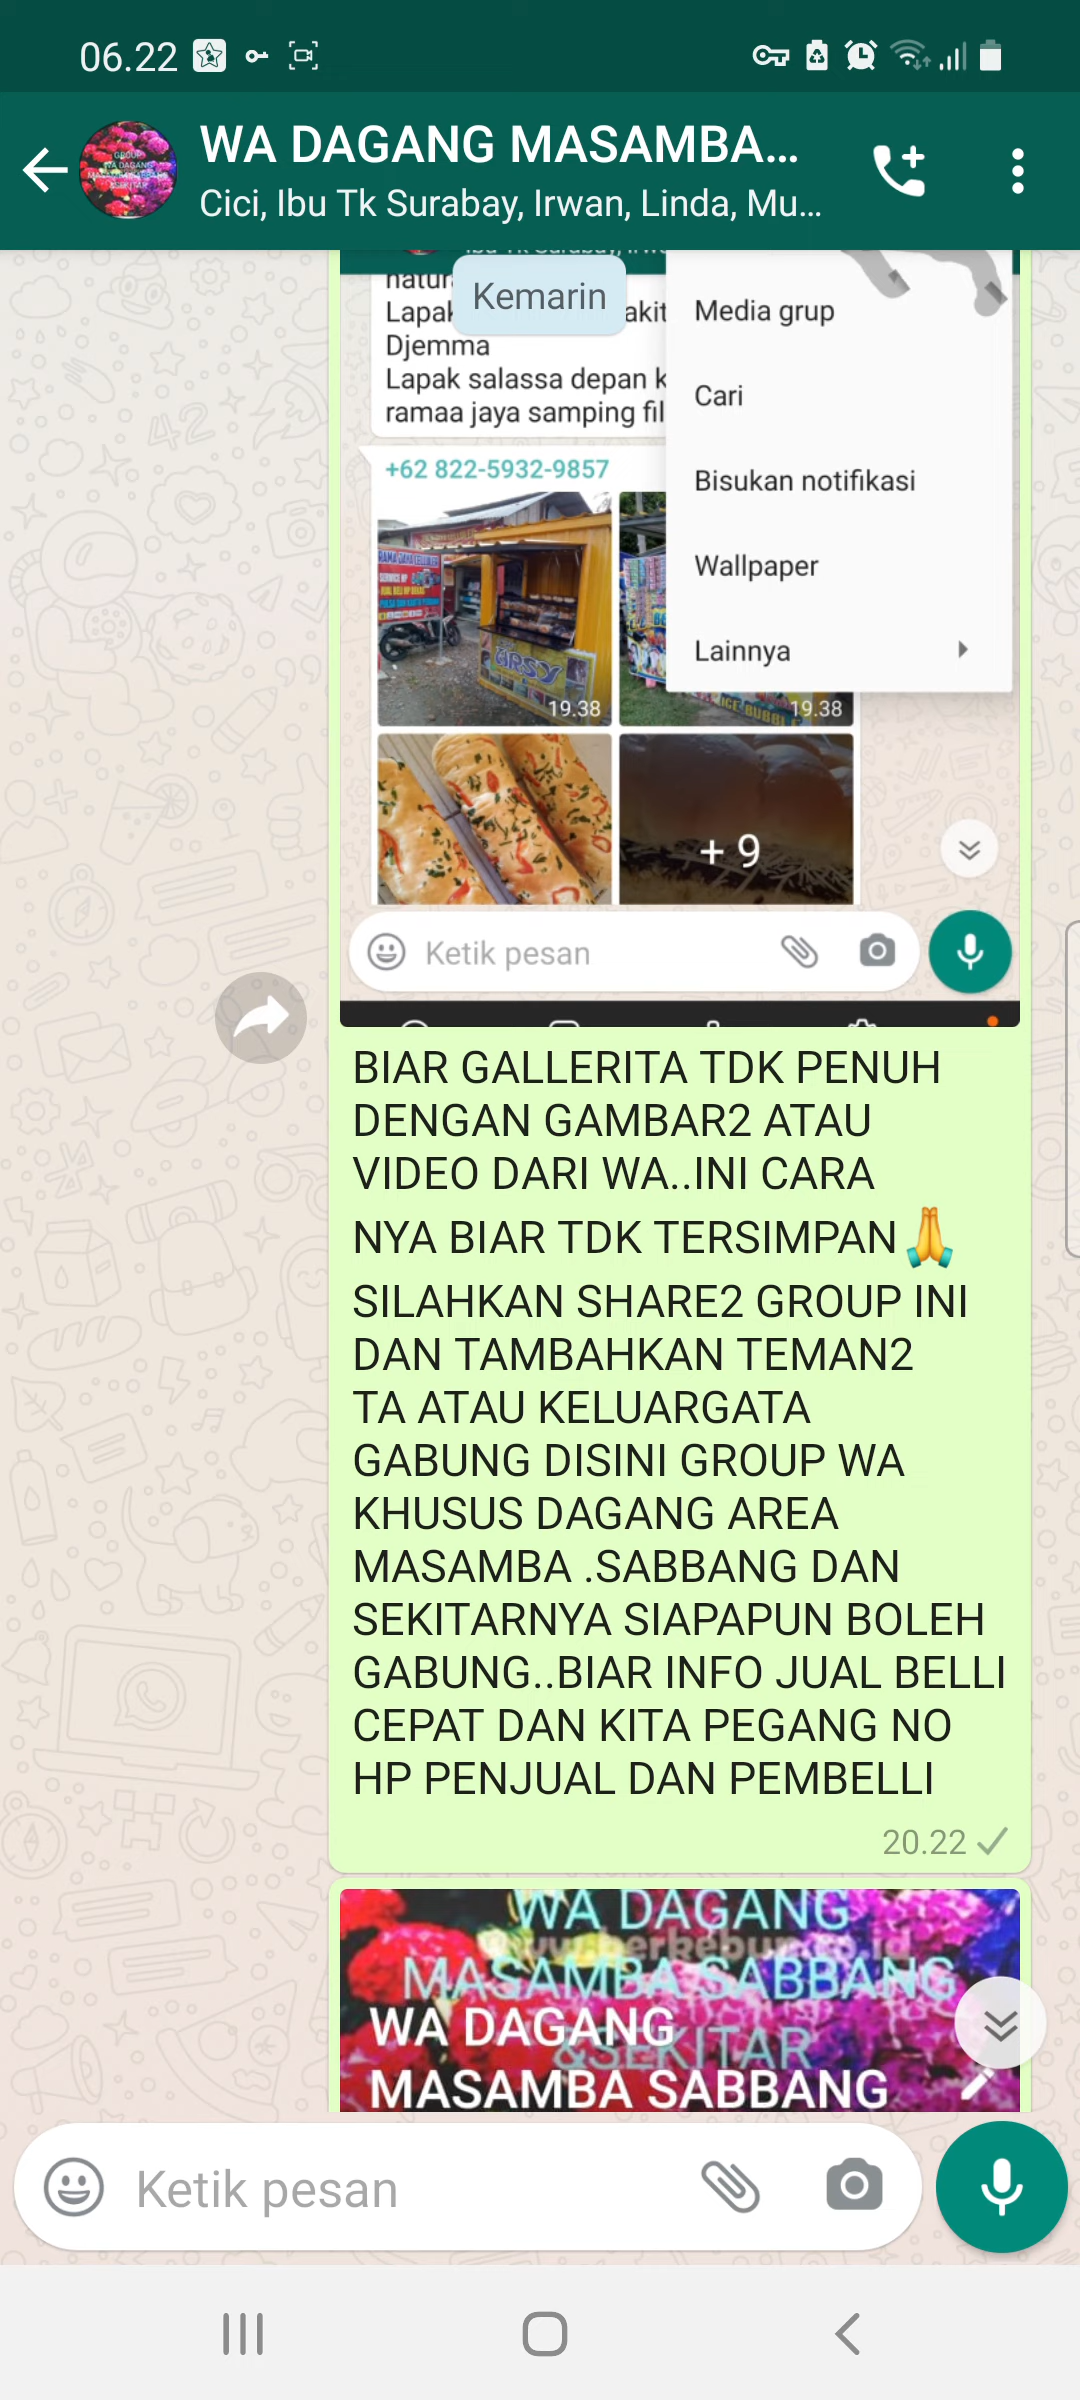 06.22
WA DAGANG MASAMBA...
Cici, Ibu Tk Surabay, Irwan, Linda, Mu...
Kemarin
Lapak
Djemma
Lapak salassa depan k
ramaa jaya samping fil
+62 822-5932-9857
Media grup
Cari
Bisukan notifikasi
Wallpaper
Lainnya
ARSY
19.38
ICE BUBBL
19.38
+ 9
Ketik pesan
BIAR GALLERITA TDK PENUH
DENGAN GAMBAR2 ATAU
VIDEO DARI WA..INI CARA
NYA BIAR TDK TERSIMPAN🙏
SILAHKAN SHARE2 GROUP INI
DAN TAMBAHKAN TEMAN2
TA ATAU KELUARGATA
GABUNG DISINI GROUP WA
KHUSUS DAGANG AREA
MASAMBA .SABBANG DAN
SEKITARNYA SIAPAPUN BOLEH
GABUNG..BIAR INFO JUAL BELLI
CEPAT DAN KITA PEGANG NO
HP PENJUAL DAN PEMBELLI
20.22
WA DAGANG
MASAMBA SABBANG
&SEKITAR
WA DAGANG
MASAMBA SABBANG
Ketik pesan